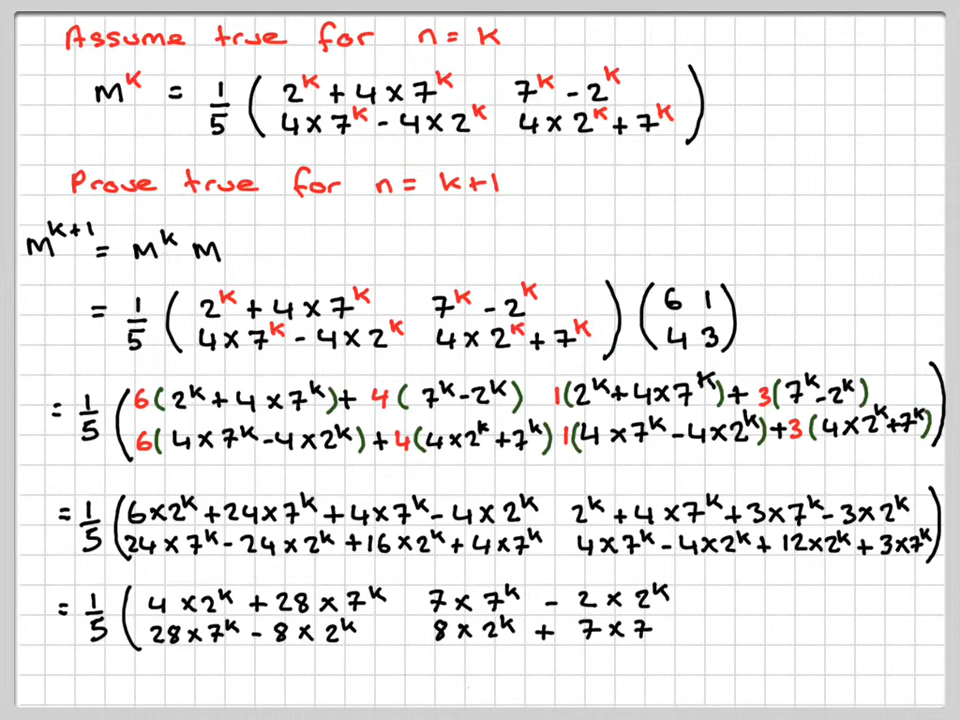 Assume true for n = k
M^k = 1/5 ( 2^k + 4 × 7^k   7^k - 2^k
4 × 7^k - 4 × 2^k   4 × 2^k + 7^k )
Prove true for n = k+1
M^k+1 = M^k M
= 1/5 ( 2^k + 4 × 7^k   7^k - 2^k ) ( 6 1
4 × 7^k - 4 × 2^k   4 × 2^k + 7^k   4 3 )
= 1/5 ( 6(2^k + 4 × 7^k) + 4(7^k - 2^k)   1(2^k + 4 × 7^k) + 3(7^k - 2^k)
6(4 × 7^k - 4 × 2^k) + 4(4 × 2^k + 7^k)   1(4 × 7^k - 4 × 2^k) + 3(4 × 2^k + 7^k) )
= 1/5 ( 6 × 2^k + 24 × 7^k + 4 × 7^k - 4 × 2^k   2^k + 4 × 7^k + 3 × 7^k - 3 × 2^k
24 × 7^k - 24 × 2^k + 16 × 2^k + 4 × 7^k   4 × 7^k - 4 × 2^k + 12 × 2^k + 3 × 7^k )
= 1/5 ( 4 × 2^k + 28 × 7^k   7 × 7^k - 2 × 2^k
28 × 7^k - 8 × 2^k   8 × 2^k + 7 × 7